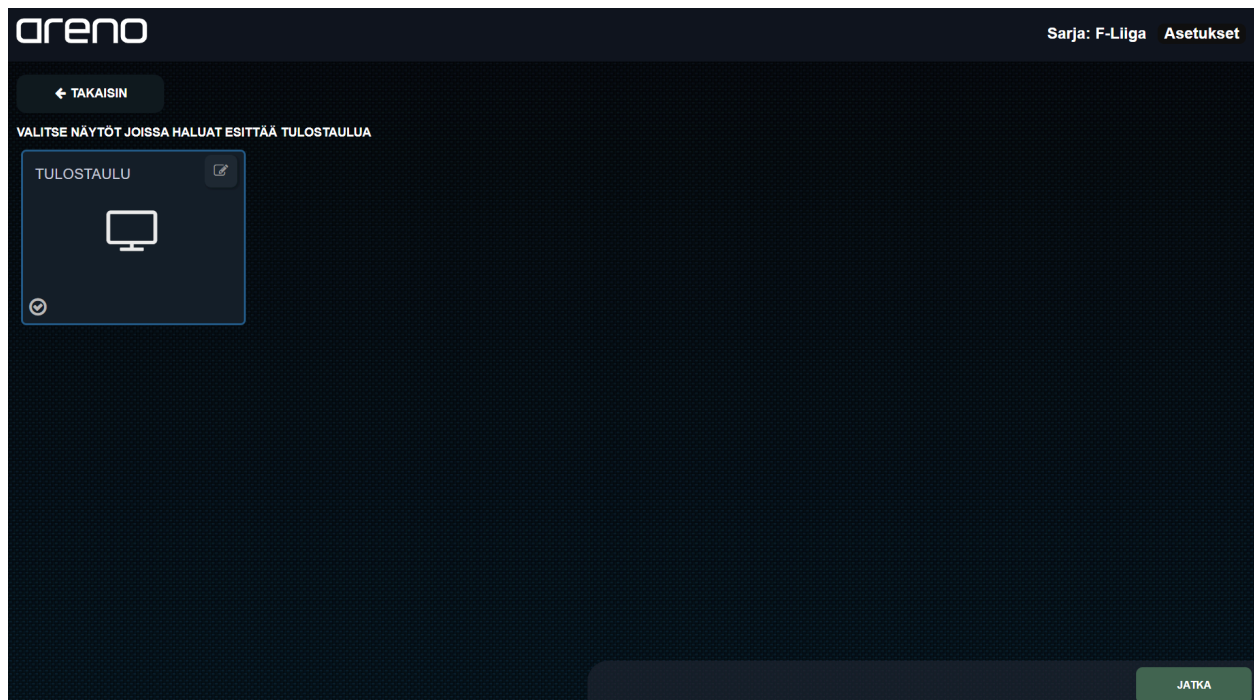 areno
Sarja: F-Liiga Asetukset
TAKAISIN
VALITSE NÄYTÖT JOISSA HALUAT ESITTÄÄ TULOSTAULUA
TULOSTAULU
JATKA